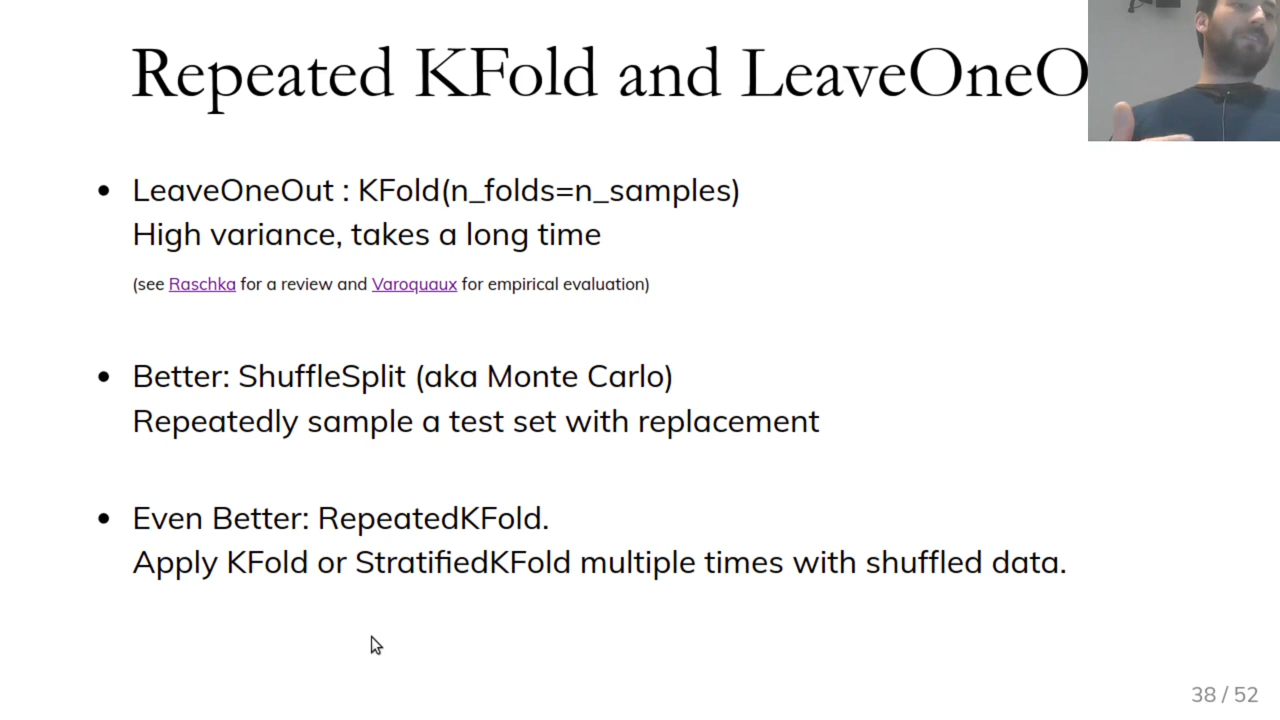 Repeated KFold and LeaveOneO
LeaveOneOut : KFold(n_folds=n_samples)
High variance, takes a long time
(see Raschka for a review and Varoquaux for empirical evaluation)
Better: ShuffleSplit (aka Monte Carlo)
Repeatedly sample a test set with replacement
Even Better: RepeatedKFold.
Apply KFold or StratifiedKFold multiple times with shuffled data.
38 / 52